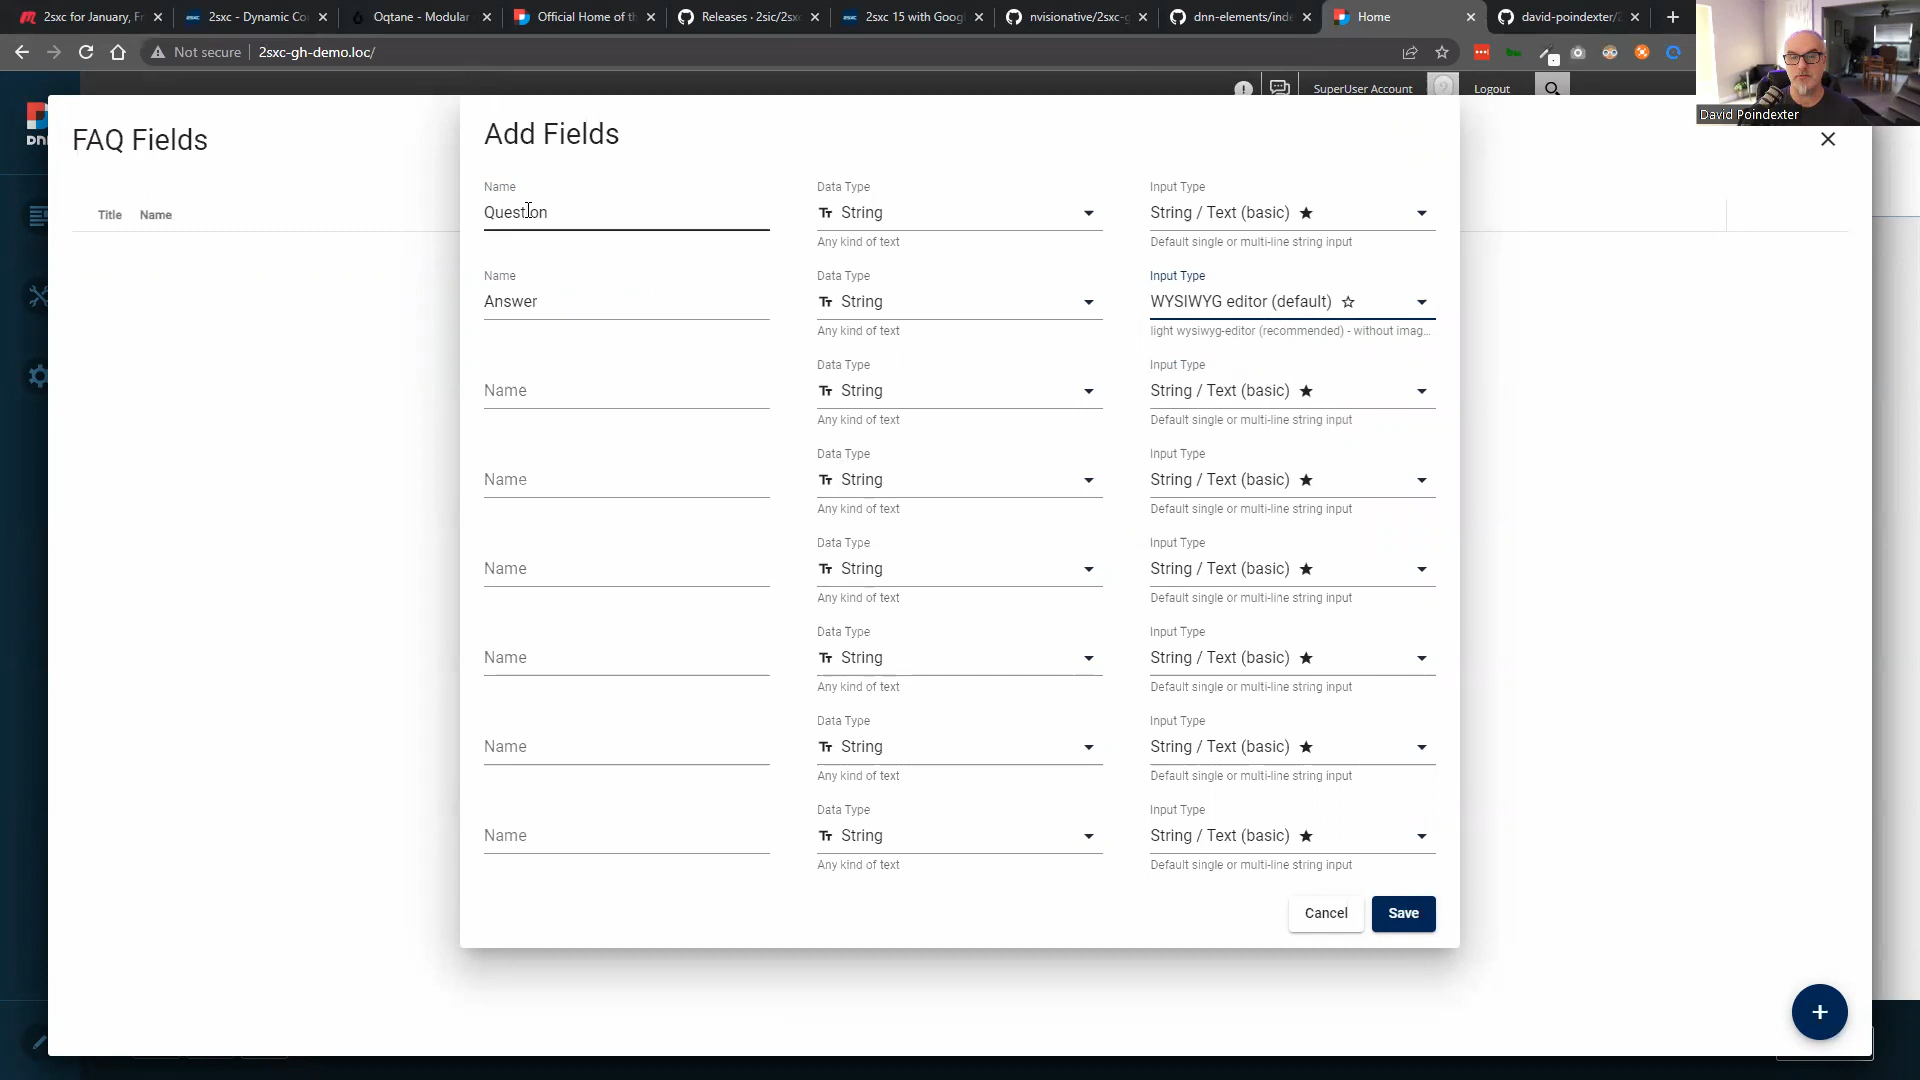 2sxc for January, Fr
2sxc - Dynamic Co
Oqtane - Modular
Official Home of th
Releases · 2sic/2sxc
2sxc 15 with Googl
nvisionative/2sxc-g
dnn-elements/inde
Home
david-poindexter/2
Not secure
2sxc-gh-demo.loc/
SuperUser Account
Logout
David Poindexter
DNN
FAQ Fields
Title Name
Add Fields
Name Data Type Input Type
Question String String / Text (basic)
Any kind of text Default single or multi-line string input
Name Data Type Input Type
Answer String WYSIWYG editor (default)
Any kind of text light wysiwyg-editor (recommended) - without imag...
Data Type Input Type
Name String String / Text (basic)
Any kind of text Default single or multi-line string input
Data Type Input Type
Name String String / Text (basic)
Any kind of text Default single or multi-line string input
Data Type Input Type
Name String String / Text (basic)
Any kind of text Default single or multi-line string input
Data Type Input Type
Name String String / Text (basic)
Any kind of text Default single or multi-line string input
Data Type Input Type
Name String String / Text (basic)
Any kind of text Default single or multi-line string input
Data Type Input Type
Name String String / Text (basic)
Any kind of text Default single or multi-line string input
Cancel Save